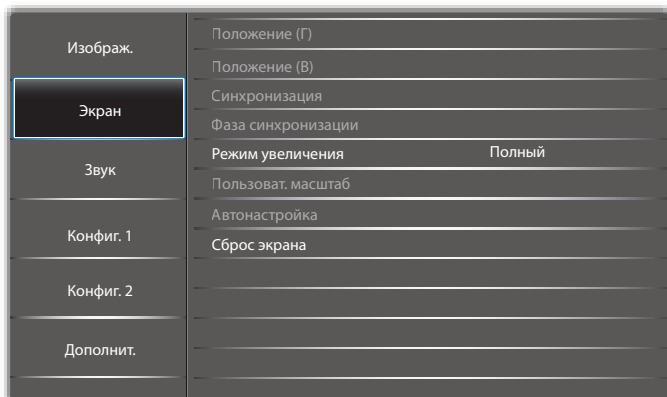 Изображ.
Экран
Звук
Конфиг. 1
Конфиг. 2
Дополнит.
Положение (Г)
Положение (В)
Синхронизация
Фаза синхронизации
Режим увеличения Полный
Пользоват. масштаб
Автонастройка
Сброс экрана